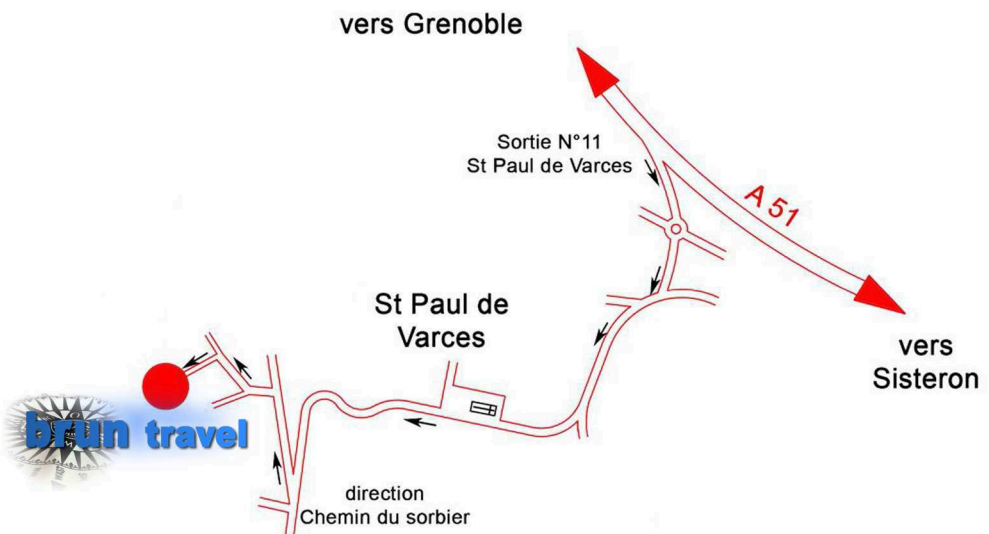 vers Grenoble
Sortie N°11
St Paul de Varces
A 51
St Paul de
Varces
vers
Sisteron
brun travel
direction
Chemin du sorbier